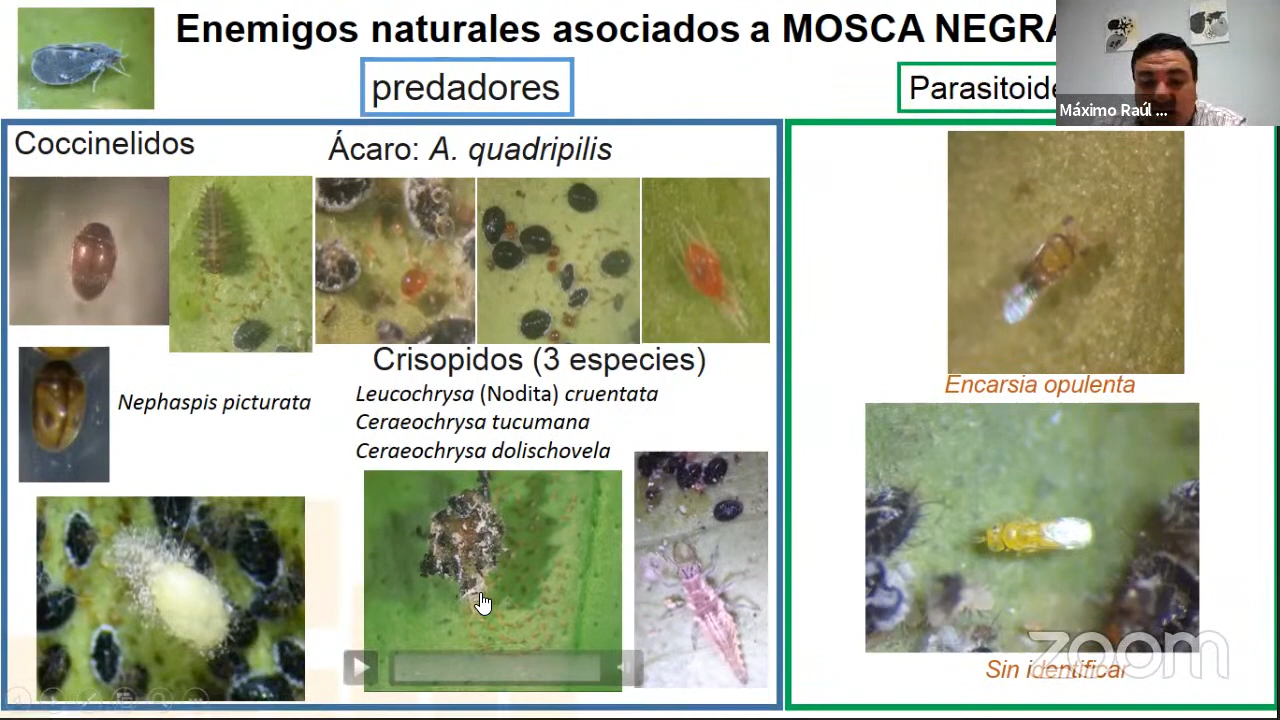 Enemigos naturales asociados a MOSCA NEGRA
predadores
Parasitoide
Máximo Raúl ...
Coccinelidos
Ácaro: A. quadripilis
Nephaspis picturata
Crisopidos (3 especies)
Leucochrysa (Nodita) cruentata
Ceraeochrysa tucumana
Ceraeochrysa dolischovela
Encarsia opulenta
Sin identificar
zoom